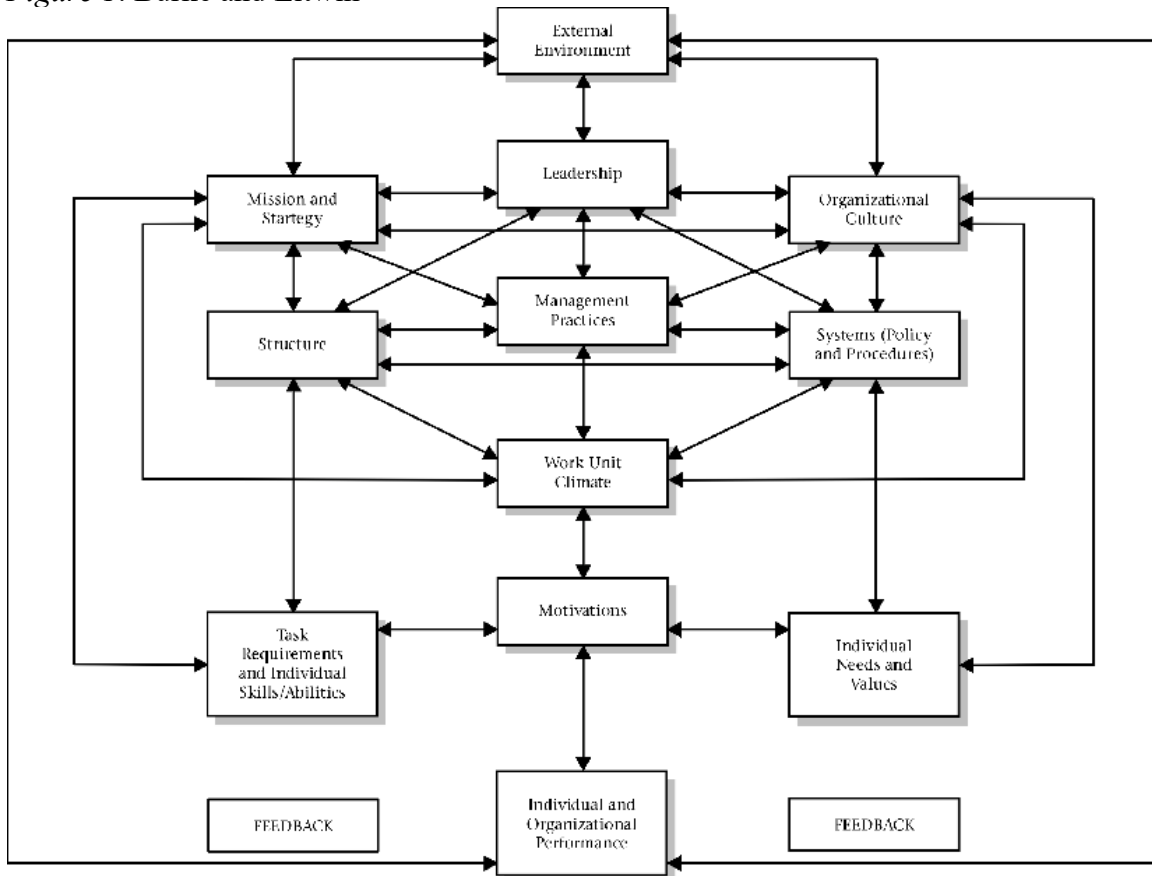 Figure 1. Burke and Litwin
External
Environment
Leadership
Mission and
Startegy
Organizational
Culture
Management
Practices
Structure
Systems (Policy
and Procedures)
Work Unit
Climate
Motivations
Task
Requirements
and Individual
Skills/Abilities
Individual
Needs and
Values
Individual and
Organizational
Performance
FEEDBACK
FEEDBACK